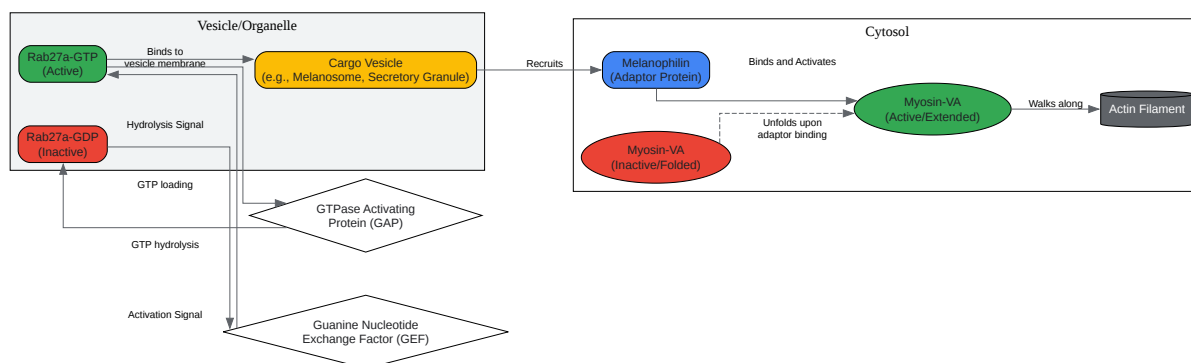 Vesicle/Organelle
Rab27a-GTP
(Active)
Binds to
vesicle membrane
Cargo Vesicle
(e.g., Melanosome, Secretory Granule)
Recruits
Rab27a-GDP
(Inactive)
Hydrolysis Signal
GTP loading
GTPase Activating
Protein (GAP)
GTP hydrolysis
Activation Signal
Guanine Nucleotide
Exchange Factor (GEF)
Cytosol
Melanophilin
(Adaptor Protein)
Binds and Activates
Myosin-VA
(Active/Extended)
Walks along
Actin Filament
Unfolds upon
adaptor binding
Myosin-VA
(Inactive/Folded)